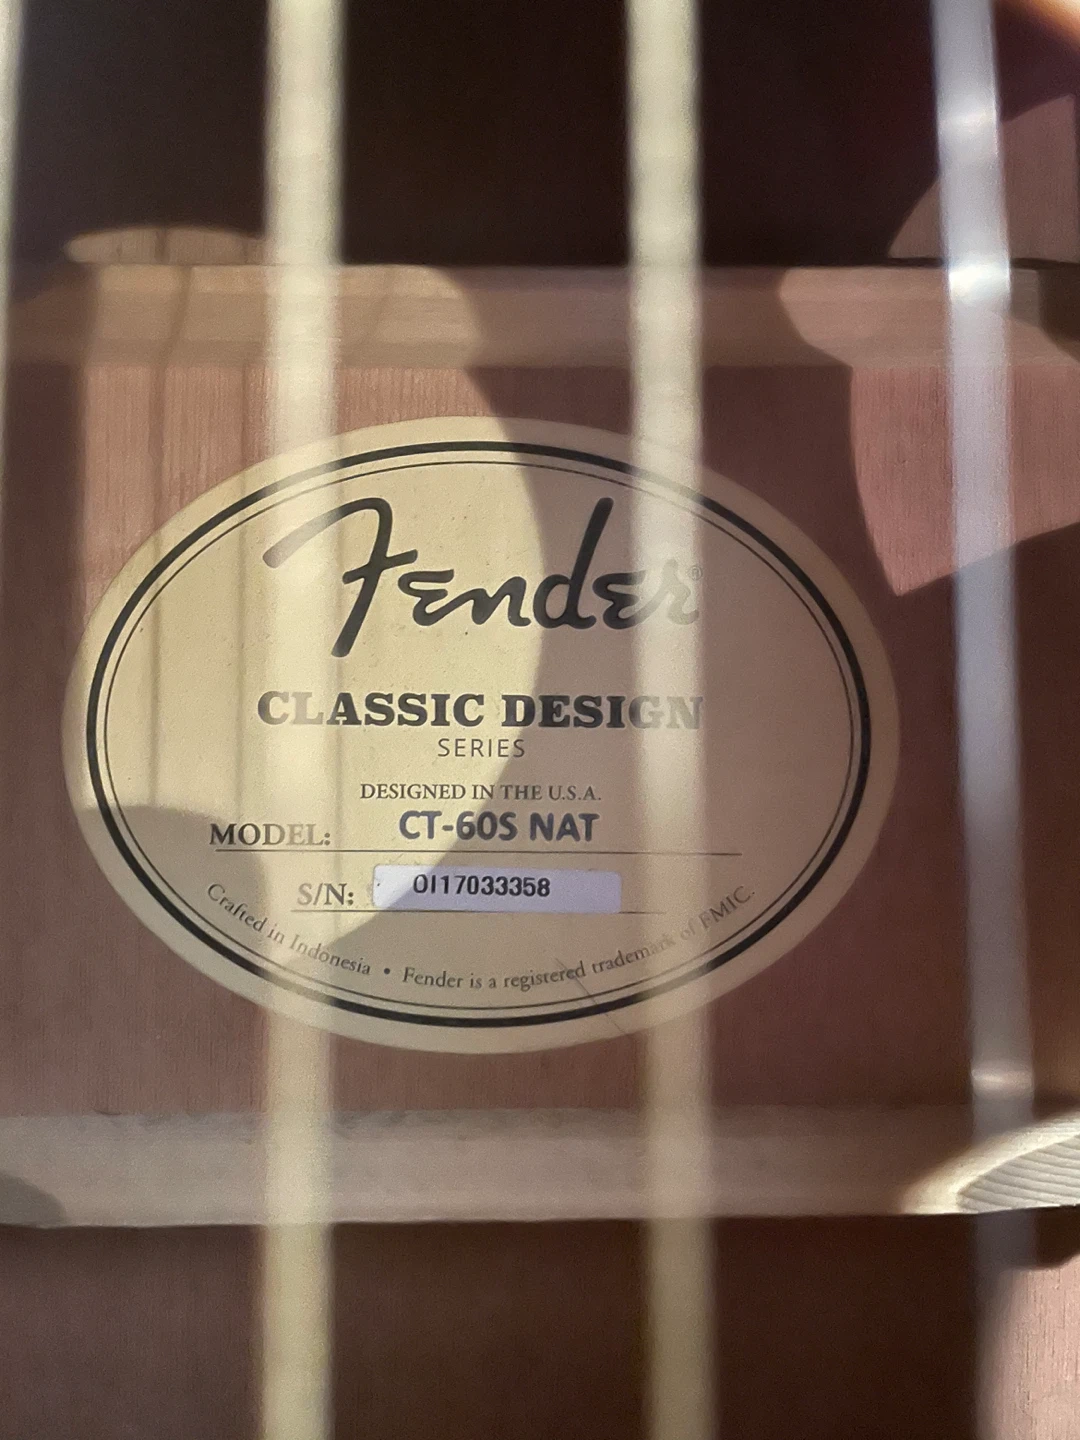 Fender®
CLASSIC DESIGN
SERIES
DESIGNED IN THE U.S.A.
MODEL: CT-60S NAT
S/N: OI17033358
Crafted in Indonesia • Fender is a registered trademark of FMIC.